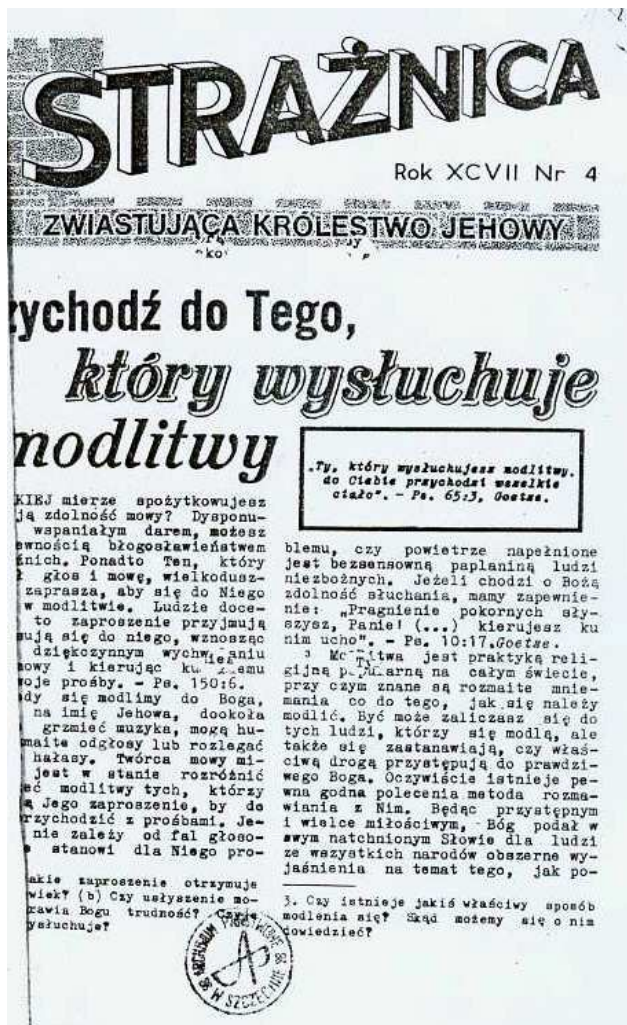 STRAŻNICA
Rok XCVII Nr 4
ZWIASTUJĄCA KRÓLESTWO JEHOWY
zychodź do Tego,
który wysłuchuje
modlitwy
„Ty, który wysłuchujesz modlitwy,
do Ciebie przychodzi wszelkie
ciało". – Ps. 65:3, Goetze.
KIEJ mierze spożytkowujesz
ją zdolność mowy? Dysponu-
wspaniałym darem, możesz
ewnością błogosławieństwem
źnich. Ponadto Ten, który
głos i mowę, wielkodusz-
zaprasza, aby się do Niego
w modlitwie. Ludzie doce-
to zaproszenie przyjmują
sują się do niego, wznosząc
dziękczynnym
owy i kierując ku
woje prośby. – Ps. 150:6.
dy się modlimy do Boga,
na imię Jehowa, dookoła
grzmieć muzyka, mogą hu-
maite odgłosy lub rozlegać
hałasy. Twórca mowy mi-
jest w stanie rozróżnić
eć modlitwy tych, którzy
ą Jego zaproszenie, by do
rzychodzić z prośbami. Je-
nie zależy od fal głoso-
stanowi dla Niego pro-
akie zaproszenie otrzymuje
wiek? (b) Czy usłyszenie mo-
rawia Bogu trudność?
ysłuchuje?
blemu, czy powietrze napełnione
jest bezsensowną paplaniną ludzi
niezbożnych. Jeżeli chodzi o Bożą
zdolność słuchania, mamy zapewnie-
nie: „Pragnienie pokornych sły-
szysz, Panie! (...) kierujesz ku
nim ucho". – Ps. 10:17, Goetze.
3 jest praktyką reli-
gijną na całym świecie,
przy czym znane są rozmaite mnie-
mania co do tego, jak się należy
modlić. Być może zaliczasz się do
tych ludzi, którzy się modlą, ale
także się zastanawiają, czy właś-
ciwą drogą przystępują do prawdzi-
wego Boga. Oczywiście istnieje pe-
wna godna polecenia metoda rozma-
wiania z Nim. Będąc przystępnym
i wielce miłościwym, Bóg podał w
swym natchnionym Słowie dla ludzi
ze wszystkich narodów obszerne wy-
jaśnienia na temat tego, jak po-
3. Czy istnieje jakiś właściwy sposób
modlenia się? Skąd możemy się o nim
dowiedzieć?
ARCHIWUM PAŃSTWOWE
W SZCZECINIE